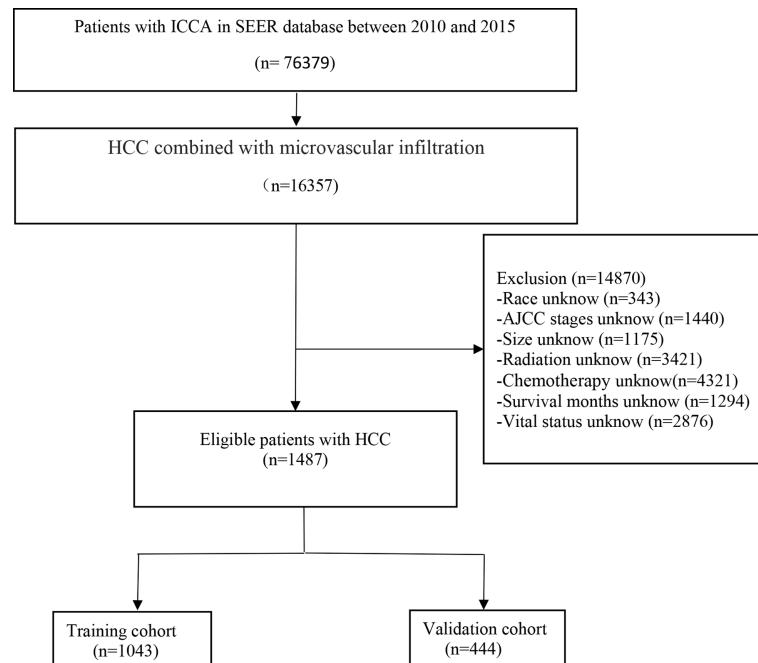 Patients with ICCA in SEER database between 2010 and 2015
(n= 76379)
HCC combined with microvascular infiltration
（n=16357)
Exclusion (n=14870)
-Race unknow (n=343)
-AJCC stages unknow (n=1440)
-Size unknow (n=1175)
-Radiation unknow (n=3421)
-Chemotherapy unknow(n=4321)
-Survival months unknow (n=1294)
-Vital status unknow (n=2876)
Eligible patients with HCC
(n=1487)
Training cohort
(n=1043)
Validation cohort
(n=444)